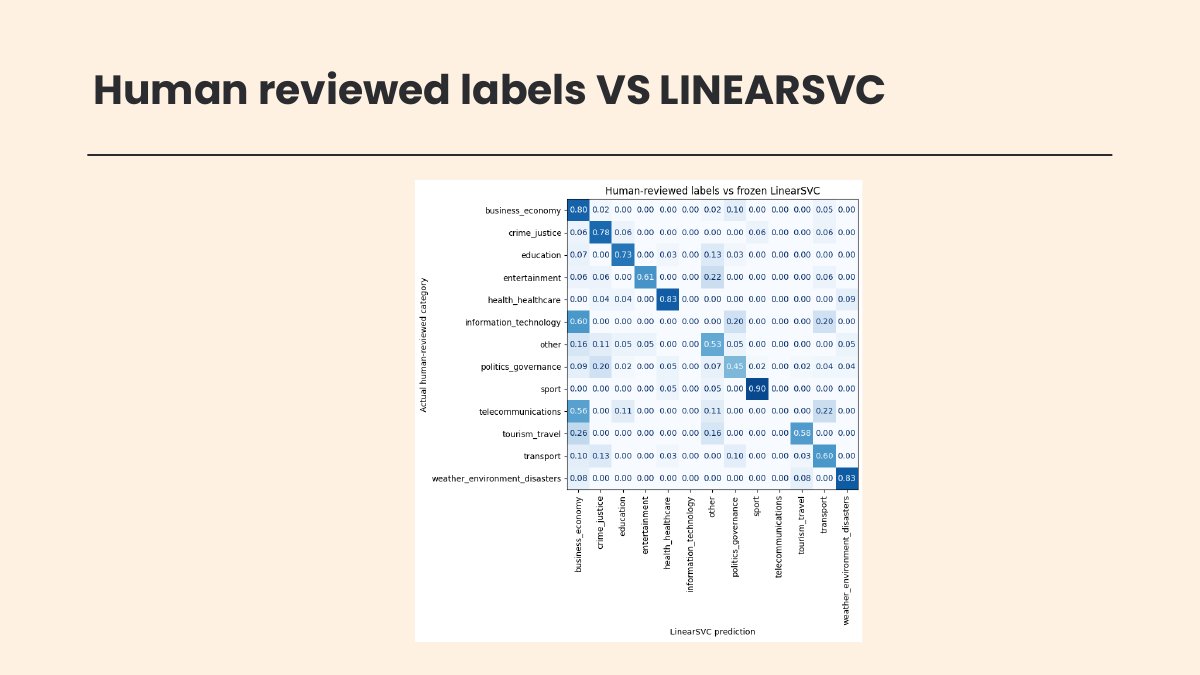 Human reviewed labels VS LINEARSVC
Human-reviewed labels vs frozen LinearSVC
Actual human-reviewed category
business_economy 0.80 0.02 0.00 0.00 0.00 0.00 0.02 0.10 0.00 0.00 0.00 0.05 0.00
crime_justice 0.06 0.78 0.06 0.00 0.00 0.00 0.00 0.00 0.06 0.00 0.00 0.06 0.00
education 0.07 0.00 0.73 0.00 0.03 0.00 0.13 0.03 0.00 0.00 0.00 0.00 0.00
entertainment 0.06 0.06 0.00 0.61 0.00 0.00 0.22 0.00 0.00 0.00 0.00 0.06 0.00
health_healthcare 0.00 0.04 0.04 0.00 0.83 0.00 0.00 0.00 0.00 0.00 0.00 0.00 0.09
information_technology 0.60 0.00 0.00 0.00 0.00 0.00 0.00 0.20 0.00 0.00 0.00 0.20 0.00
other 0.16 0.11 0.05 0.05 0.00 0.00 0.53 0.05 0.00 0.00 0.00 0.00 0.05
politics_governance 0.09 0.20 0.02 0.00 0.05 0.00 0.07 0.45 0.02 0.00 0.02 0.04 0.04
sport 0.00 0.00 0.00 0.00 0.05 0.00 0.05 0.00 0.90 0.00 0.00 0.00 0.00
telecommunications 0.56 0.00 0.11 0.00 0.00 0.00 0.11 0.00 0.00 0.00 0.00 0.22 0.00
tourism_travel 0.26 0.00 0.00 0.00 0.00 0.00 0.16 0.00 0.00 0.00 0.58 0.00 0.00
transport 0.10 0.13 0.00 0.00 0.03 0.00 0.00 0.10 0.00 0.00 0.03 0.60 0.00
weather_environment_disasters 0.08 0.00 0.00 0.00 0.00 0.00 0.00 0.00 0.00 0.00 0.08 0.00 0.83
business_economy
crime_justice
education
entertainment
health_healthcare
information_technology
other
politics_governance
sport
telecommunications
tourism_travel
transport
weather_environment_disasters
LinearSVC prediction